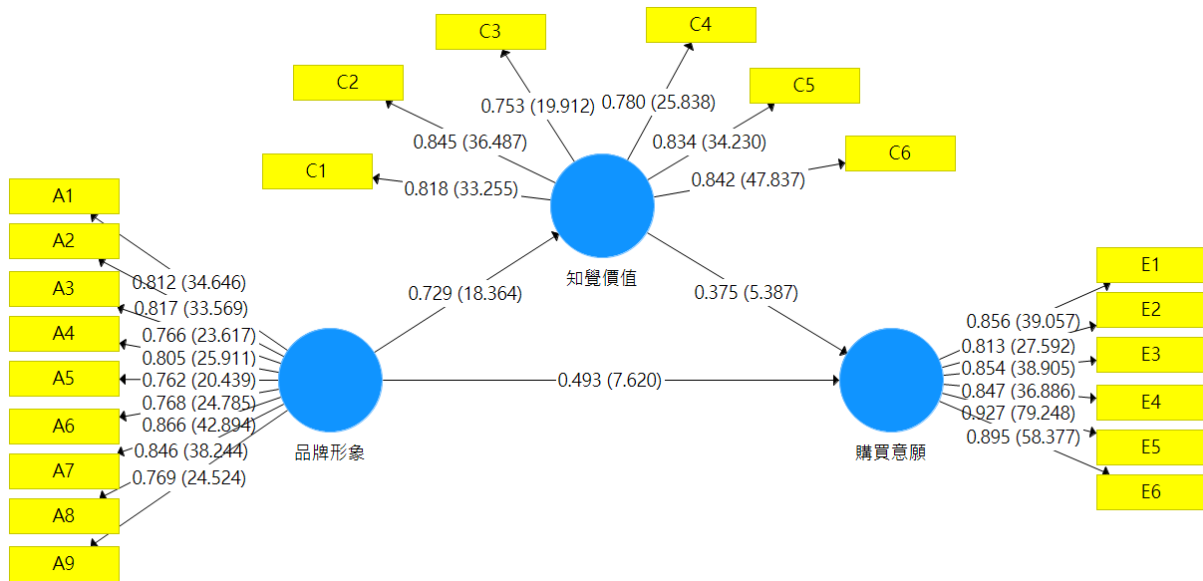 C3
C4
C2
C5
C1
C6
0.753 (19.912)
0.780 (25.838)
0.845 (36.487)
0.834 (34.230)
0.818 (33.255)
0.842 (47.837)
知覺價值
A1
A2
A3
A4
A5
A6
A7
A8
A9
0.812 (34.646)
0.817 (33.569)
0.766 (23.617)
0.805 (25.911)
0.762 (20.439)
0.768 (24.785)
0.866 (42.894)
0.846 (38.244)
0.769 (24.524)
品牌形象
0.729 (18.364)
0.375 (5.387)
0.493 (7.620)
購買意願
0.856 (39.057)
0.813 (27.592)
0.854 (38.905)
0.847 (36.886)
0.927 (79.248)
0.895 (58.377)
E1
E2
E3
E4
E5
E6